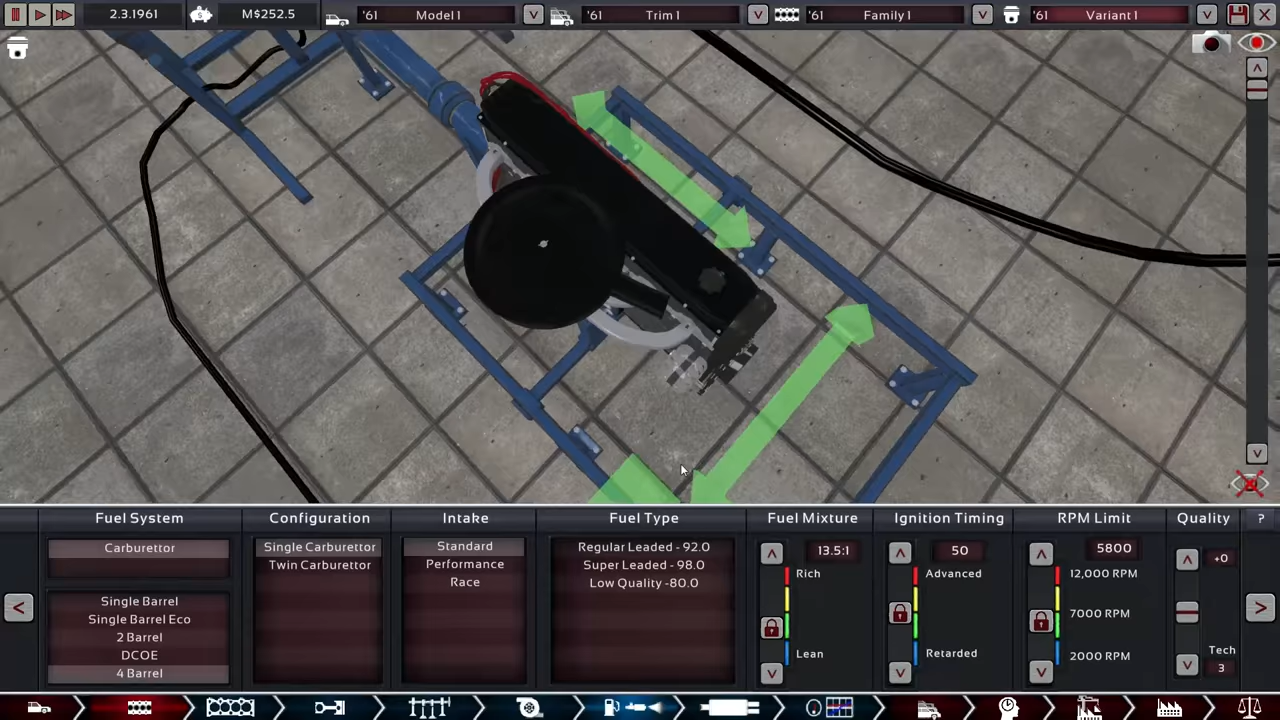 2.3.1961 M$252.5 '61 Model 1 '61 Trim 1 '61 Family 1 '61 Variant 1
Fuel System Configuration Intake Fuel Type Fuel Mixture Ignition Timing RPM Limit Quality ?
Carburettor
Single Barrel
Single Barrel Eco
2 Barrel
DCOE
4 Barrel
Single Carburettor
Twin Carburettor
Standard
Performance
Race
Regular Leaded - 92.0
Super Leaded - 98.0
Low Quality -80.0
13.5:1
Rich
Lean
50
Advanced
Retarded
5800
12,000 RPM
7000 RPM
2000 RPM
+0
Tech
3